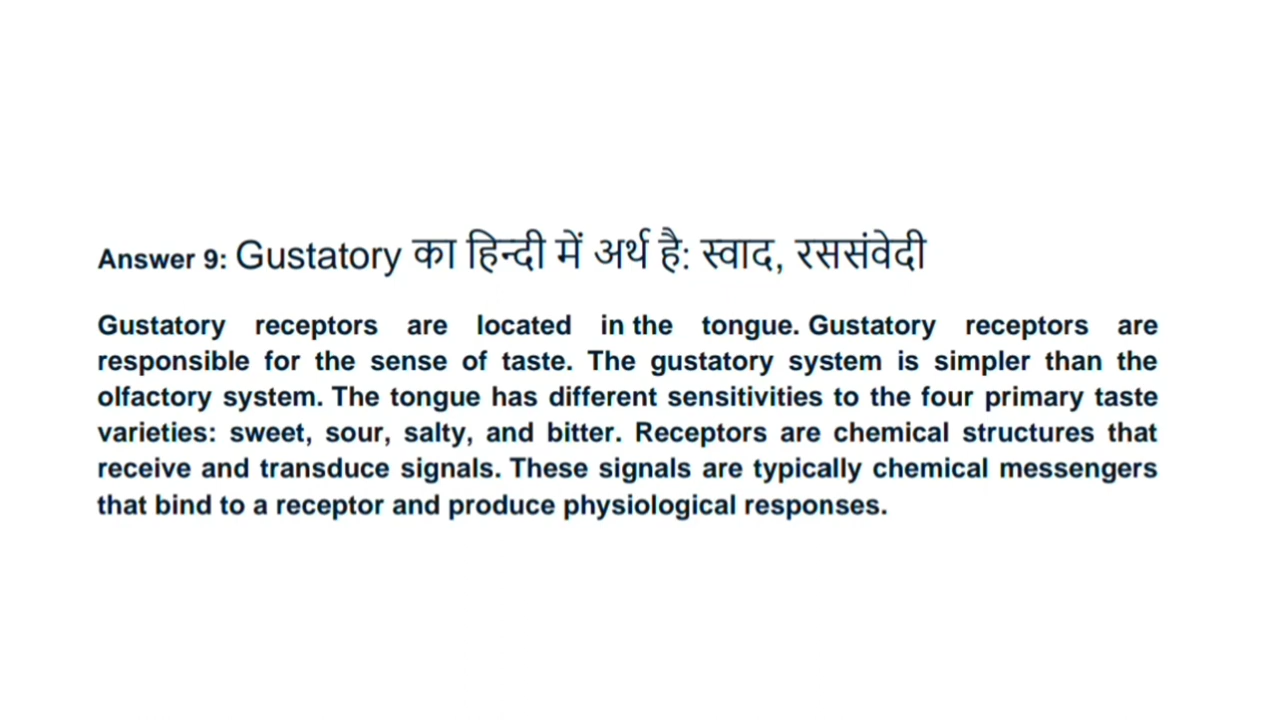 Answer 9: Gustatory का हिन्दी में अर्थ है: स्वाद, रससंवेदी
Gustatory receptors are located in the tongue. Gustatory receptors are
responsible for the sense of taste. The gustatory system is simpler than the
olfactory system. The tongue has different sensitivities to the four primary taste
varieties: sweet, sour, salty, and bitter. Receptors are chemical structures that
receive and transduce signals. These signals are typically chemical messengers
that bind to a receptor and produce physiological responses.